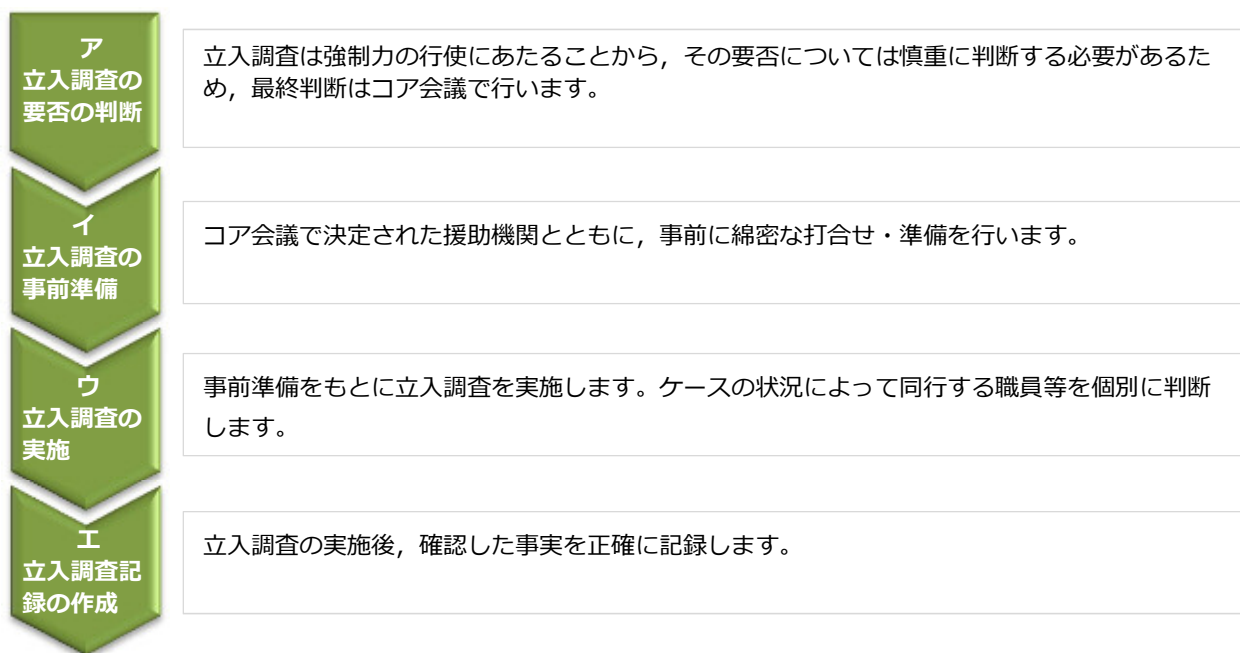 ア
立入調査の
要否の判断
立入調査は強制力の行使にあたることから，その要否については慎重に判断する必要があるた
め，最終判断はコア会議で行います。
イ
立入調査の
事前準備
コア会議で決定された援助機関とともに，事前に綿密な打合せ・準備を行います。
ウ
立入調査の
実施
事前準備をもとに立入調査を実施します。ケースの状況によって同行する職員等を個別に判断
します。
エ
立入調査記
録の作成
立入調査の実施後，確認した事実を正確に記録します。